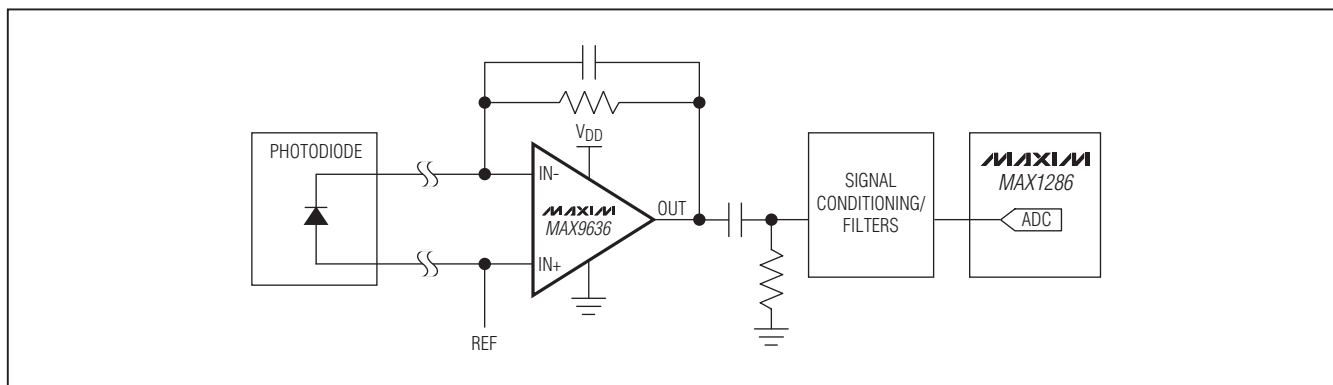 PHOTODIODE
VDD
IN-
MAXIM
MAX9636
OUT
IN+
REF
SIGNAL
CONDITIONING/
FILTERS
MAXIM
MAX1286
ADC